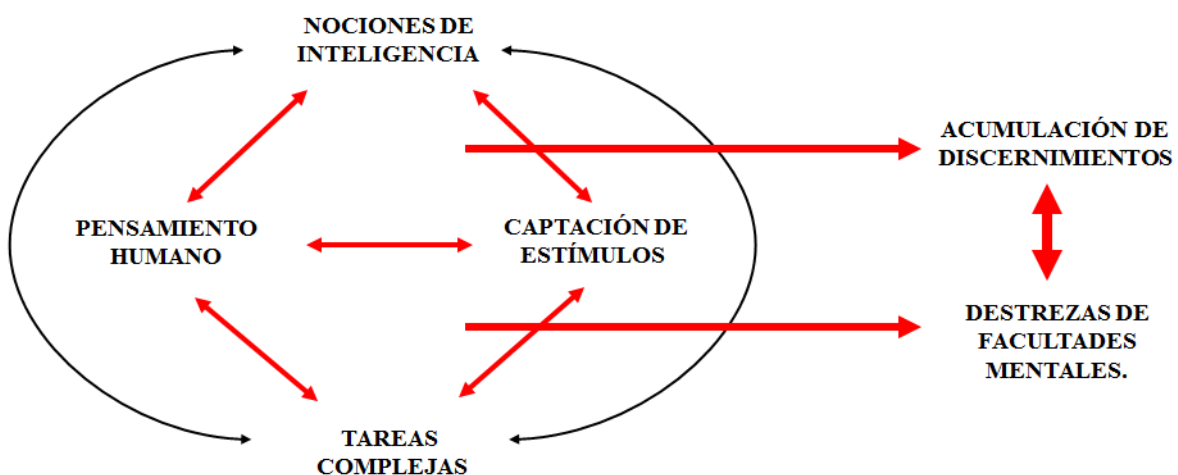 NOCIONES DE
INTELIGENCIA
ACUMULACIÓN DE
DISCERNIMIENTOS
PENSAMIENTO
HUMANO
CAPTACIÓN DE
ESTÍMULOS
DESTREZAS DE
FACULTADES
MENTALES.
TAREAS
COMPLEJAS